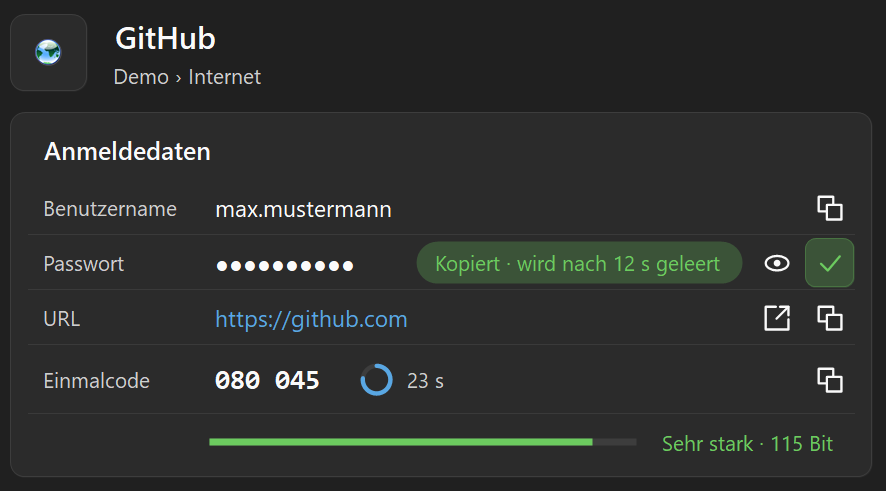 GitHub
Demo › Internet
Anmeldedaten
Benutzername max.mustermann
Passwort ●●●●●●●●●● Kopiert · wird nach 12 s geleert
URL https://github.com
Einmalcode 080 045 23 s
Sehr stark · 115 Bit